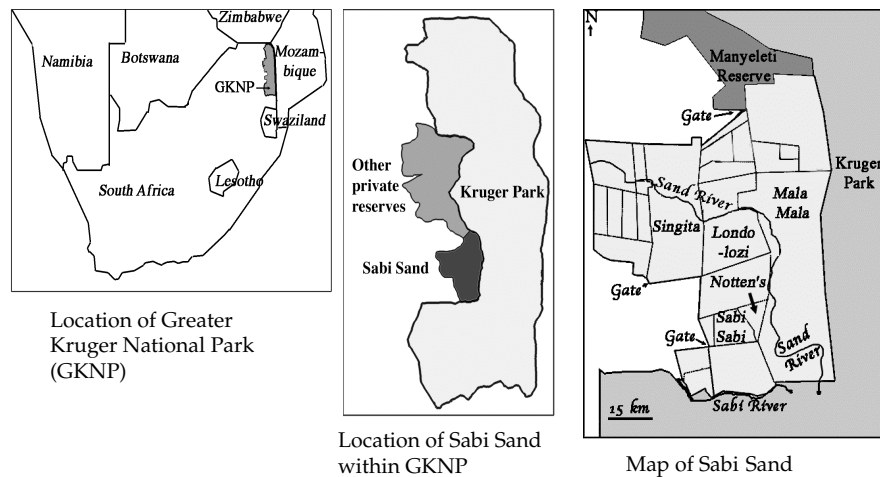 Zimbabwe
Namibia
Botswana
Mozam-
bique
GKNP
Swaziland
South Africa
Lesotho
Location of Greater
Kruger National Park
(GKNP)
Other
private
reserves
Kruger Park
Sabi Sand
Location of Sabi Sand
within GKNP
N
Manyeleti
Reserve
Gate
Kruger
Park
Sand River
Mala
Mala
Singita
Londo
-lozi
Notten's
Gate
Sabi
Sabi
Gate
Sand
River
Sabi River
15 km
Map of Sabi Sand